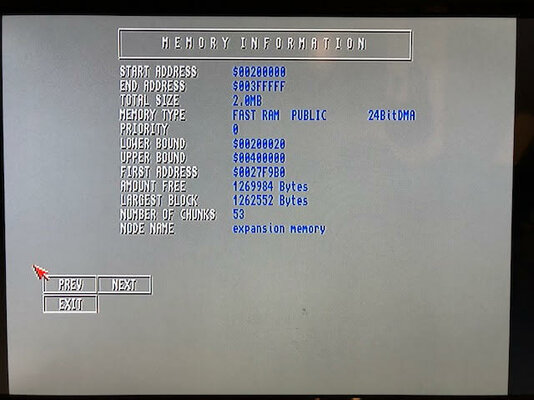 MEMORY INFORMATION
START ADDRESS $00200000
END ADDRESS $003FFFFF
TOTAL SIZE 2.0MB
MEMORY TYPE FAST RAM PUBLIC 24BitDMA
PRIORITY 0
LOWER BOUND $00200020
UPPER BOUND $00400000
FIRST ADDRESS $0027F9B0
AMOUNT FREE 1269984 Bytes
LARGEST BLOCK 1262552 Bytes
NUMBER OF CHUNKS 53
NODE NAME expansion memory
PREV NEXT
EXIT